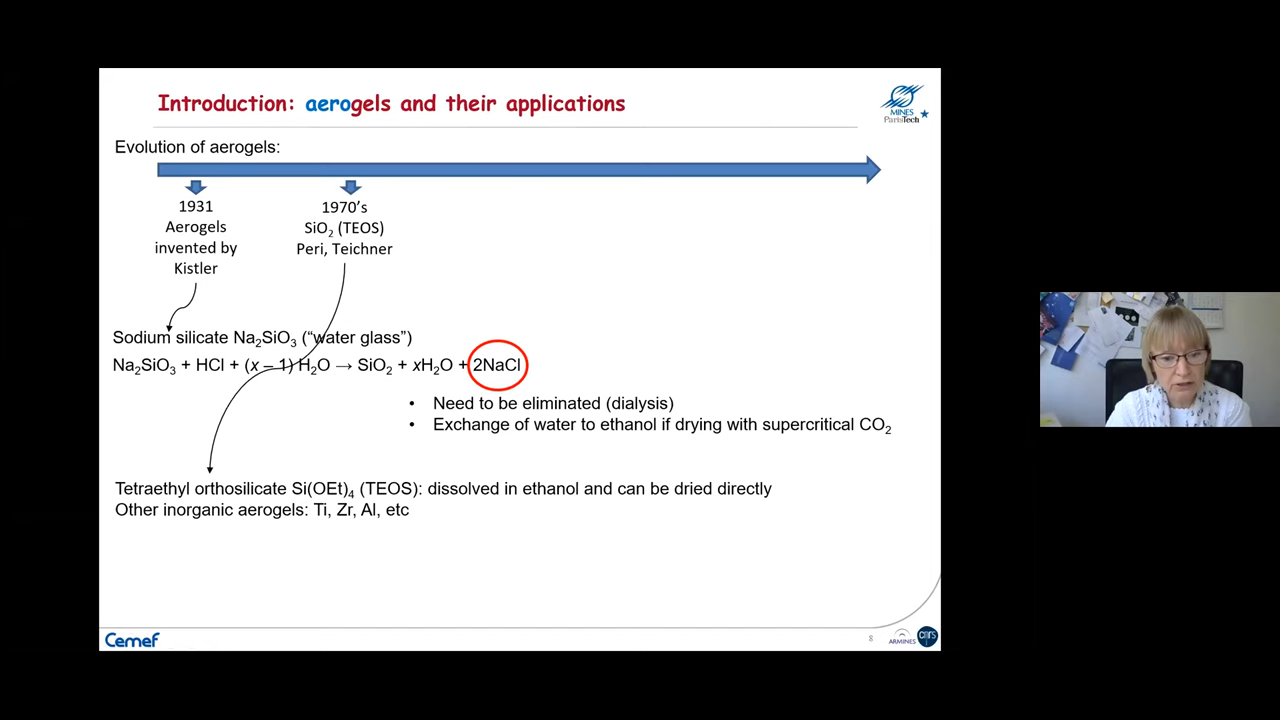 Introduction: aerogels and their applications
MINES
ParisTech
Evolution of aerogels:
1931
Aerogels
invented by
Kistler
1970's
SiO₂ (TEOS)
Peri, Teichner
Sodium silicate Na₂SiO₃ (“water glass”)
Na₂SiO₃ + HCl + (x – 1) H₂O → SiO₂ + xH₂O + 2NaCl
• Need to be eliminated (dialysis)
• Exchange of water to ethanol if drying with supercritical CO₂
Tetraethyl orthosilicate Si(OEt)₄ (TEOS): dissolved in ethanol and can be dried directly
Other inorganic aerogels: Ti, Zr, Al, etc
Cemef
8
ARMINES
cnrs